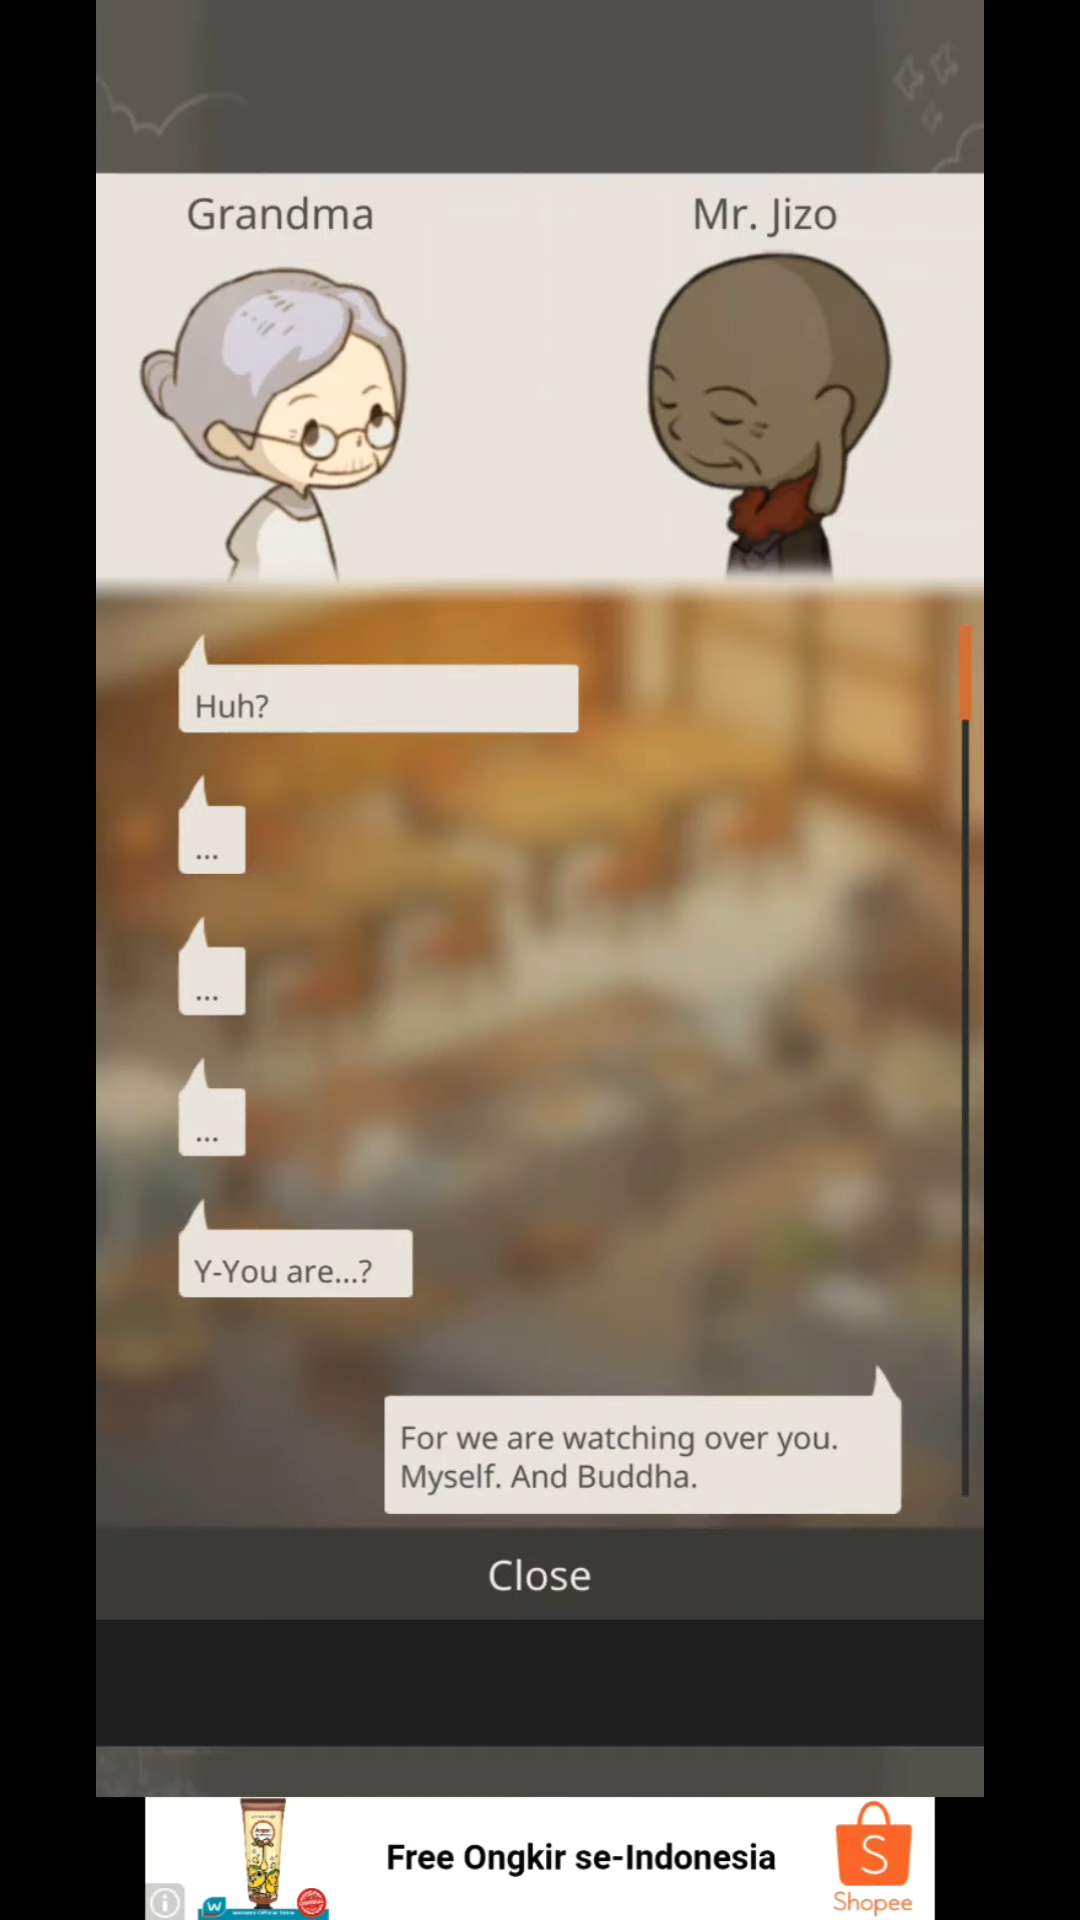 Grandma
Mr. Jizo
Huh?
...
...
...
Y-You are...?
For we are watching over you.
Myself. And Buddha.
Close
Free Ongkir se-Indonesia
Shopee